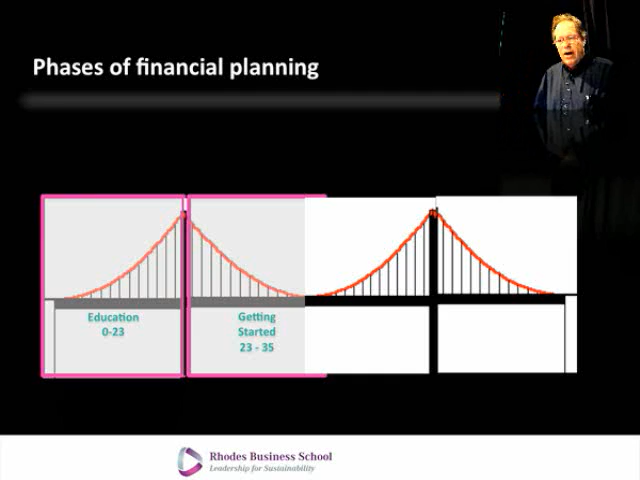 Phases of financial planning
Education
0-23
Getting
Started
23 - 35
Rhodes Business School
Leadership for Sustainability